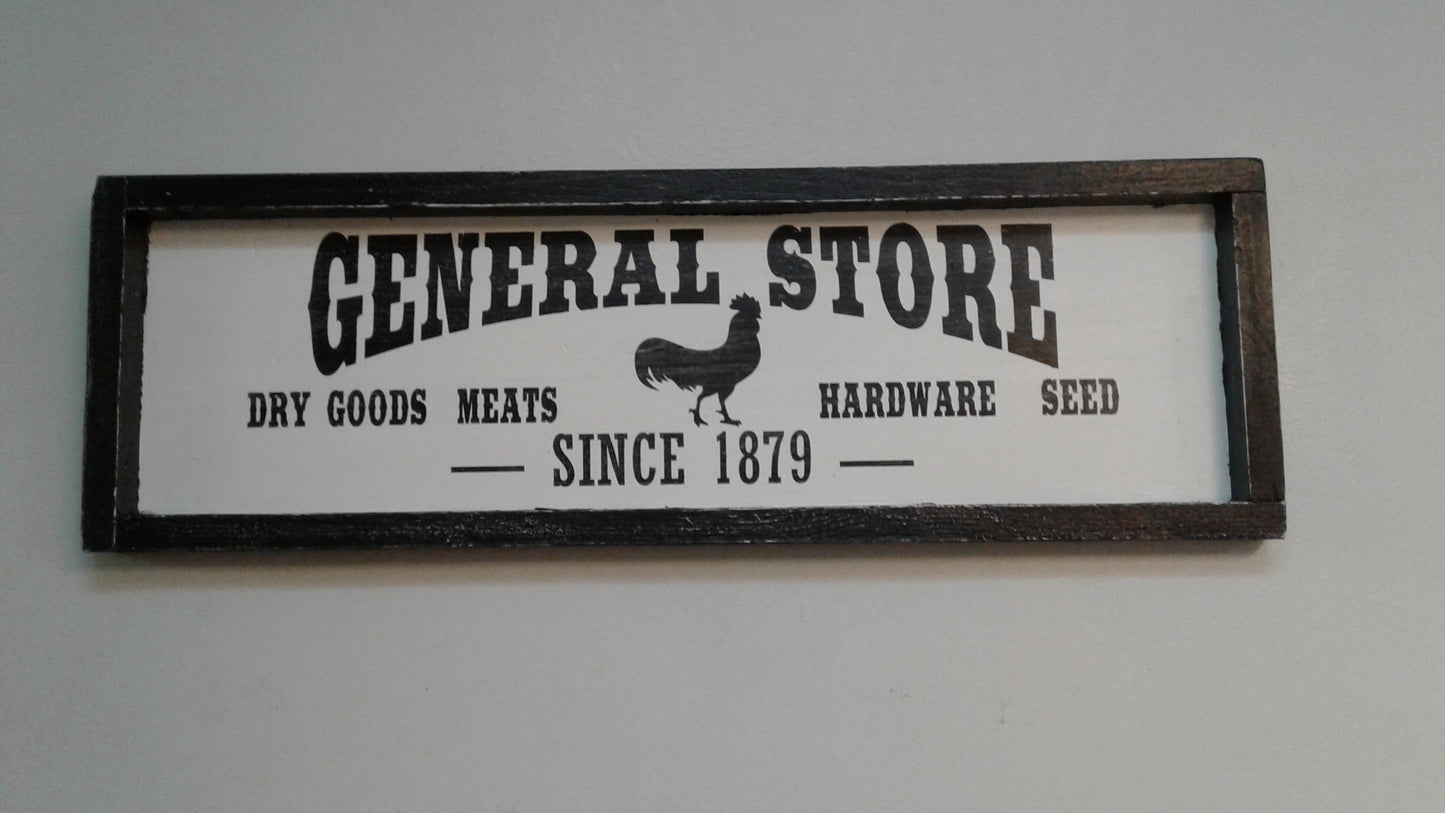 GENERAL STORE
DRY GOODS MEATS HARDWARE SEED
— SINCE 1879 —